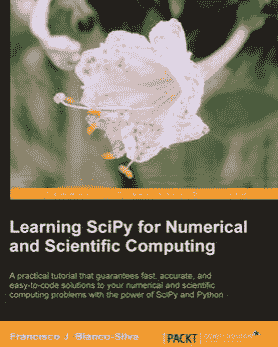 Learning SciPy for Numerical
and Scientific Computing
A practical tutorial that guarantees fast, accurate, and
easy-to-code solutions to your numerical and scientific
computing problems with the power of SciPy and Python
Francisco J. Blanco-Silva
PACKT